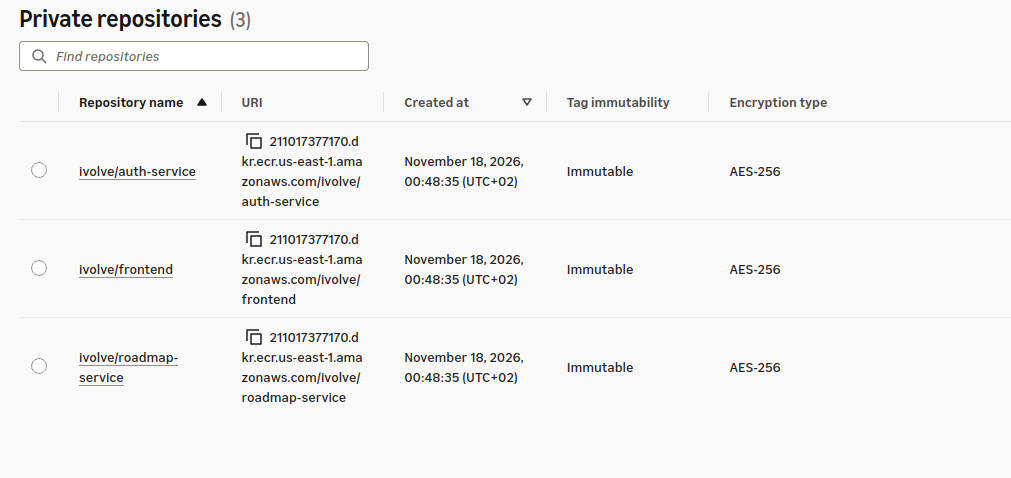 Private repositories (3)
Find repositories
Repository name URI Created at Tag immutability Encryption type
ivolve/auth-service
211017377170.d
kr.ecr.us-east-1.ama
zonaws.com/ivolve/
auth-service
November 18, 2026,
00:48:35 (UTC+02)
Immutable
AES-256
ivolve/frontend
211017377170.d
kr.ecr.us-east-1.ama
zonaws.com/ivolve/
frontend
November 18, 2026,
00:48:35 (UTC+02)
Immutable
AES-256
ivolve/roadmap-
service
211017377170.d
kr.ecr.us-east-1.ama
zonaws.com/ivolve/
roadmap-service
November 18, 2026,
00:48:35 (UTC+02)
Immutable
AES-256